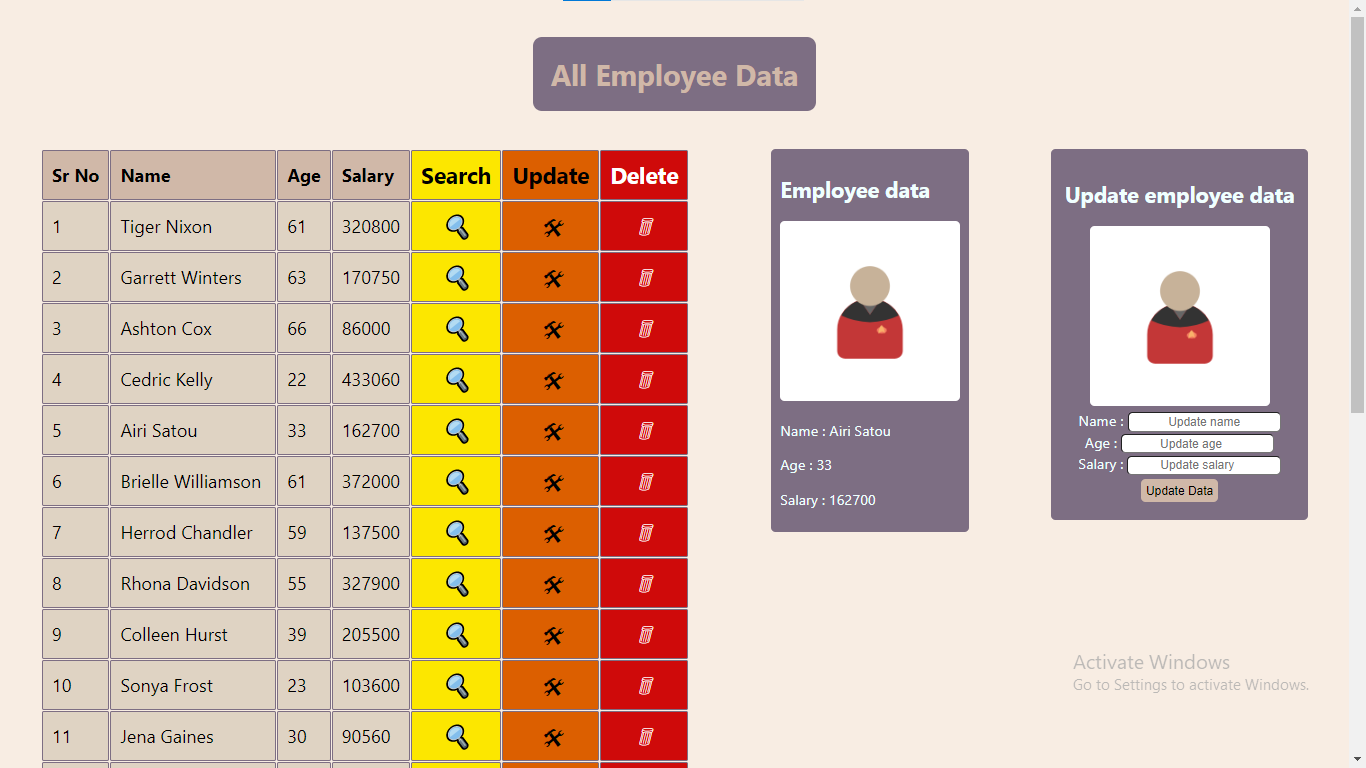 All Employee Data
Sr No Name Age Salary Search Update Delete
1 Tiger Nixon 61 320800
2 Garrett Winters 63 170750
3 Ashton Cox 66 86000
4 Cedric Kelly 22 433060
5 Airi Satou 33 162700
6 Brielle Williamson 61 372000
7 Herrod Chandler 59 137500
8 Rhona Davidson 55 327900
9 Colleen Hurst 39 205500
10 Sonya Frost 23 103600
11 Jena Gaines 30 90560
Employee data
Name : Airi Satou
Age : 33
Salary : 162700
Update employee data
Name : Update name
Age : Update age
Salary : Update salary
Update Data
Activate Windows
Go to Settings to activate Windows.